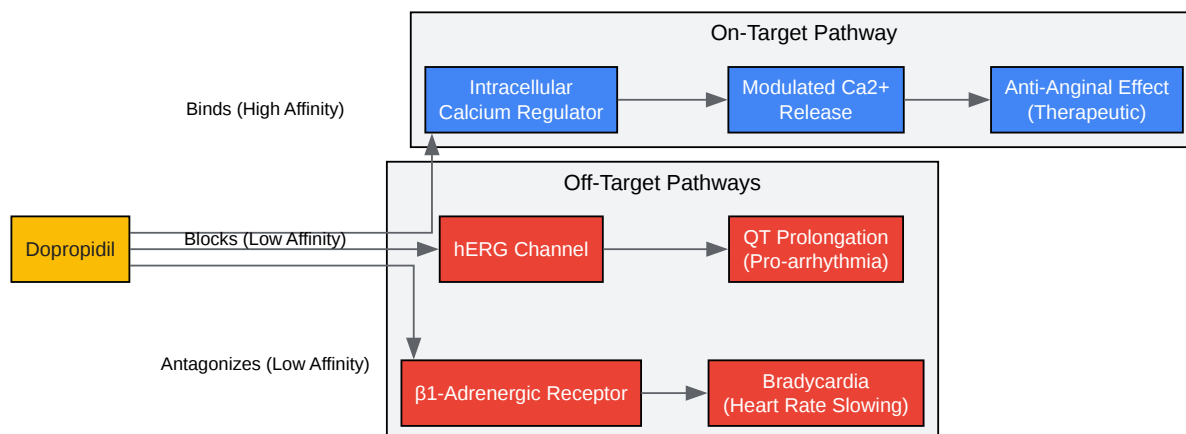 On-Target Pathway
Binds (High Affinity)
Intracellular
Calcium Regulator
Modulated Ca2+
Release
Anti-Anginal Effect
(Therapeutic)
Off-Target Pathways
Dopropidil
Blocks (Low Affinity)
hERG Channel
QT Prolongation
(Pro-arrhythmia)
Antagonizes (Low Affinity)
β1-Adrenergic Receptor
Bradycardia
(Heart Rate Slowing)